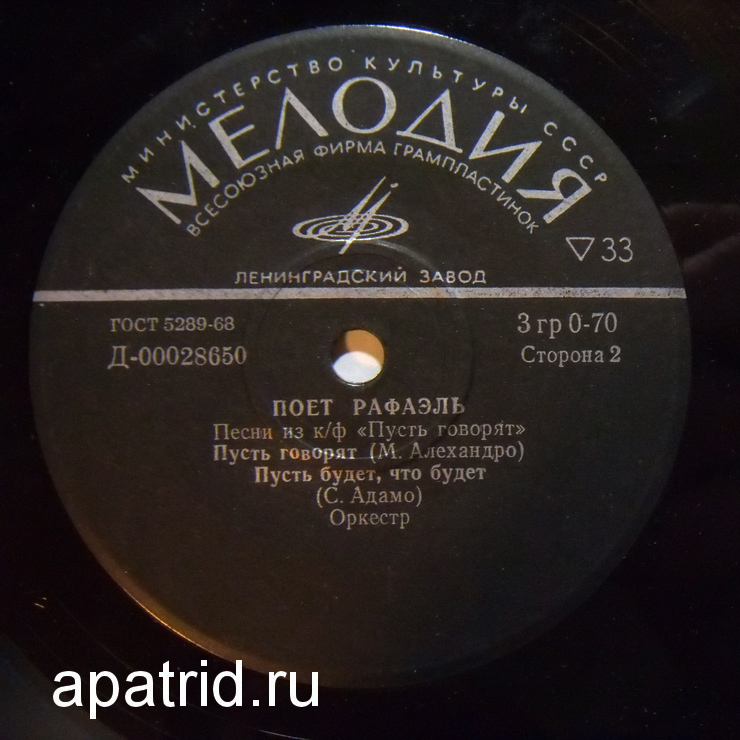 МИНИСТЕРСТВО КУЛЬТУРЫ СССР
МЕЛОДИЯ
ВСЕСОЮЗНАЯ ФИРМА ГРАМПЛАСТИНОК
▽ 33
ЛЕНИНГРАДСКИЙ ЗАВОД
ГОСТ 5289-68
3 гр 0-70
Д-00028650
Сторона 2
ПОЕТ РАФАЭЛЬ
Песни из к/ф «Пусть говорят»
Пусть говорят (М. Алехандро)
Пусть будет, что будет
(С. Адамо)
Оркестр
apatrid.ru